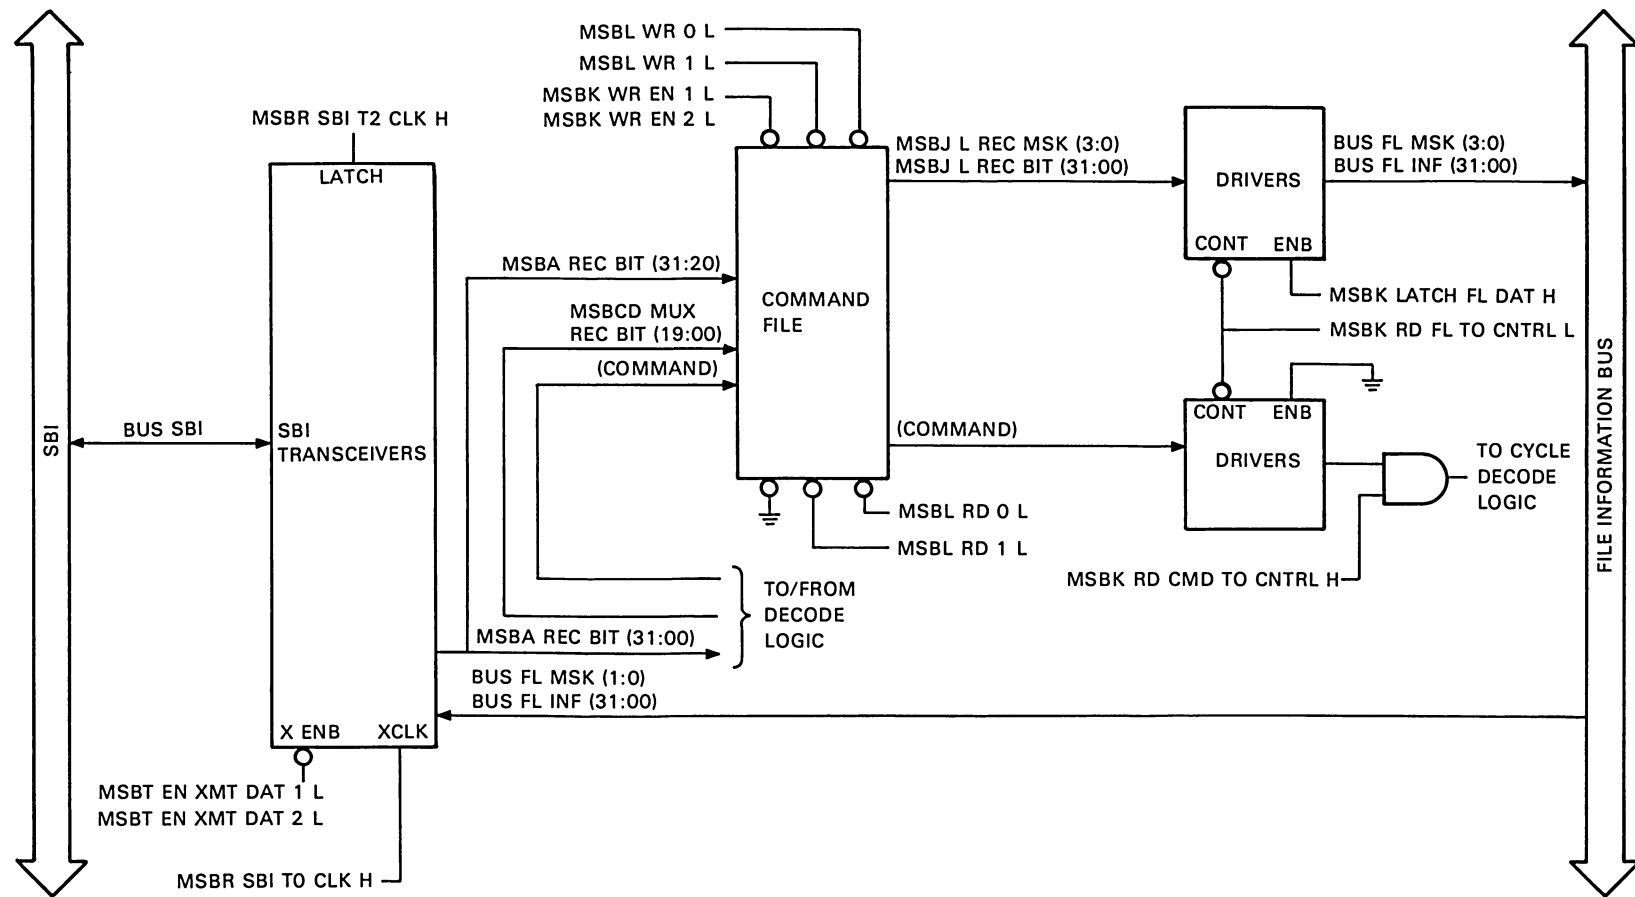 MSBL WR 0 L
MSBL WR 1 L
MSBK WR EN 1 L
MSBK WR EN 2 L
MSBR SBI T2 CLK H
LATCH
MSBJ L REC MSK (3:0)
MSBJ L REC BIT (31:00)
DRIVERS
BUS FL MSK (3:0)
BUS FL INF (31:00)
CONT ENB
MSBA REC BIT (31:20)
MSBCD MUX
REC BIT (19:00)
(COMMAND)
COMMAND
FILE
MSBK LATCH FL DAT H
MSBK RD FL TO CNTRL L
CONT ENB
SBI
BUS SBI
SBI
TRANSCEIVERS
(COMMAND)
DRIVERS
TO CYCLE
DECODE
LOGIC
FILE INFORMATION BUS
MSBL RD 0 L
MSBL RD 1 L
MSBK RD CMD TO CNTRL H
TO/FROM
DECODE
LOGIC
MSBA REC BIT (31:00)
BUS FL MSK (1:0)
BUS FL INF (31:00)
X ENB XCLK
MSBT EN XMT DAT 1 L
MSBT EN XMT DAT 2 L
MSBR SBI T0 CLK H